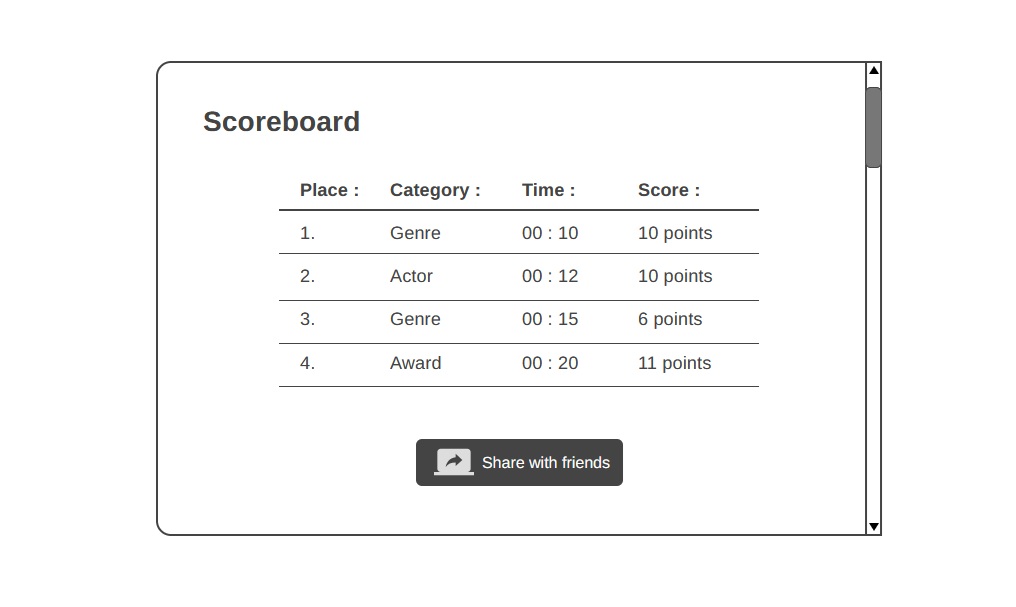 Scoreboard
Place : Category : Time : Score :
1. Genre 00 : 10 10 points
2. Actor 00 : 12 10 points
3. Genre 00 : 15 6 points
4. Award 00 : 20 11 points
Share with friends